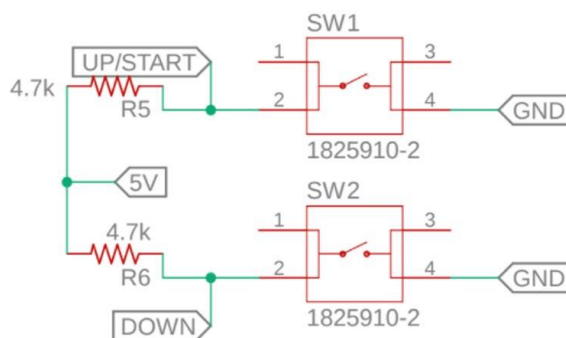 SW1
UP/START
1
3
4.7k
R5
2
4
GND
1825910-2
5V
SW2
4.7k
1
3
R6
2
4
GND
DOWN
1825910-2